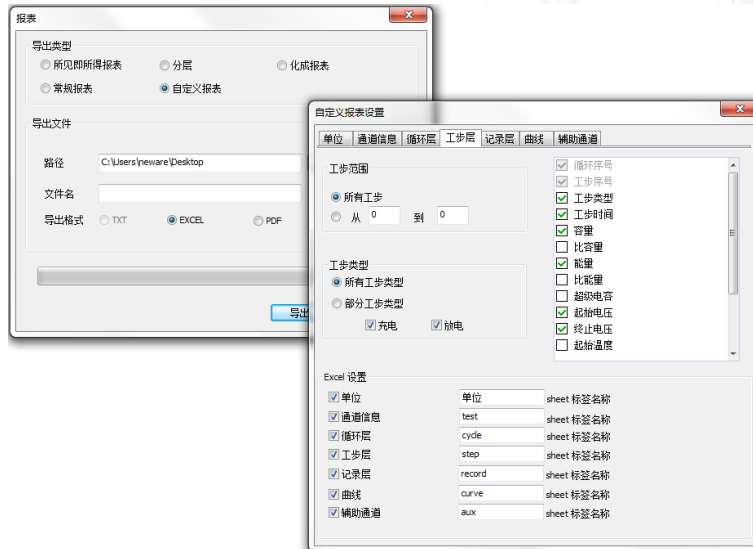 报表
导出类型
所见即所得报表 分层 化成报表
常规报表 自定义报表
导出文件
路径 C:\Users\neware\Desktop
文件名
导出格式 TXT EXCEL PDF
导出
自定义报表设置
单位 通道信息 循环层 工步层 记录层 曲线 辅助通道
工步范围
所有工步
从 0 到 0
工步类型
所有工步类型
部分工步类型
充电 放电
循环序号
工步序号
工步类型
工步时间
容量
比容量
能量
比能量
超级电容
起始电压
终止电压
起始温度
Excel 设置
单位 单位 sheet 标签名称
通道信息 test sheet 标签名称
循环层 cycle sheet 标签名称
工步层 step sheet 标签名称
记录层 record sheet 标签名称
曲线 curve sheet 标签名称
辅助通道 aux sheet 标签名称